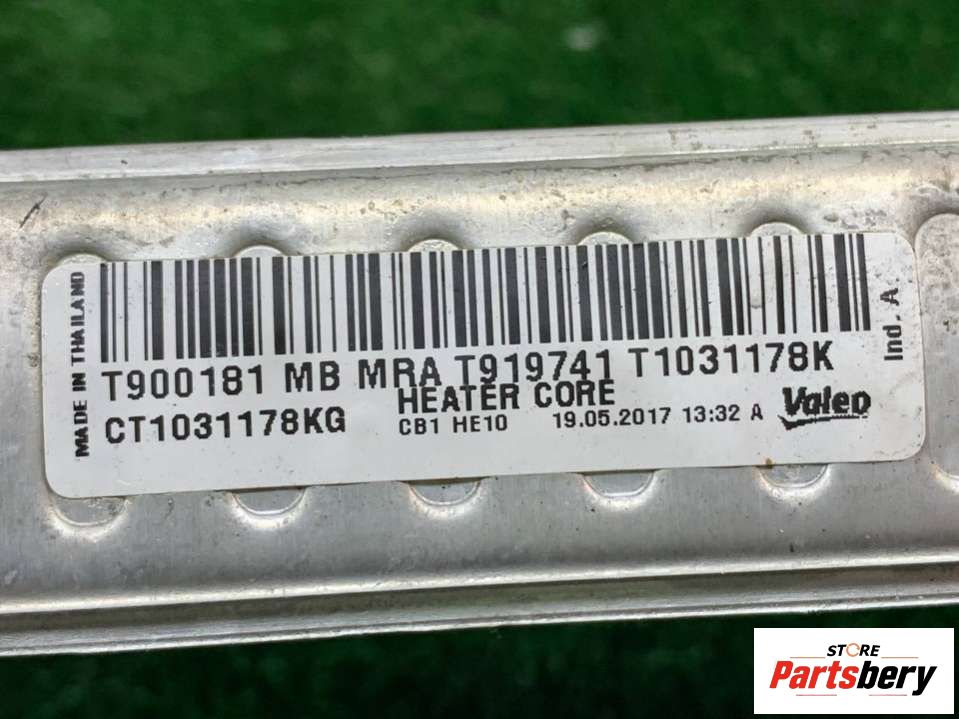 MADE IN THAILAND
T900181 MB MRA T919741 T1031178K
HEATER CORE
CT1031178KG
CB1 HE10 19.05.2017 13:32 A
Valeo
Ind. A
STORE
Partsbery